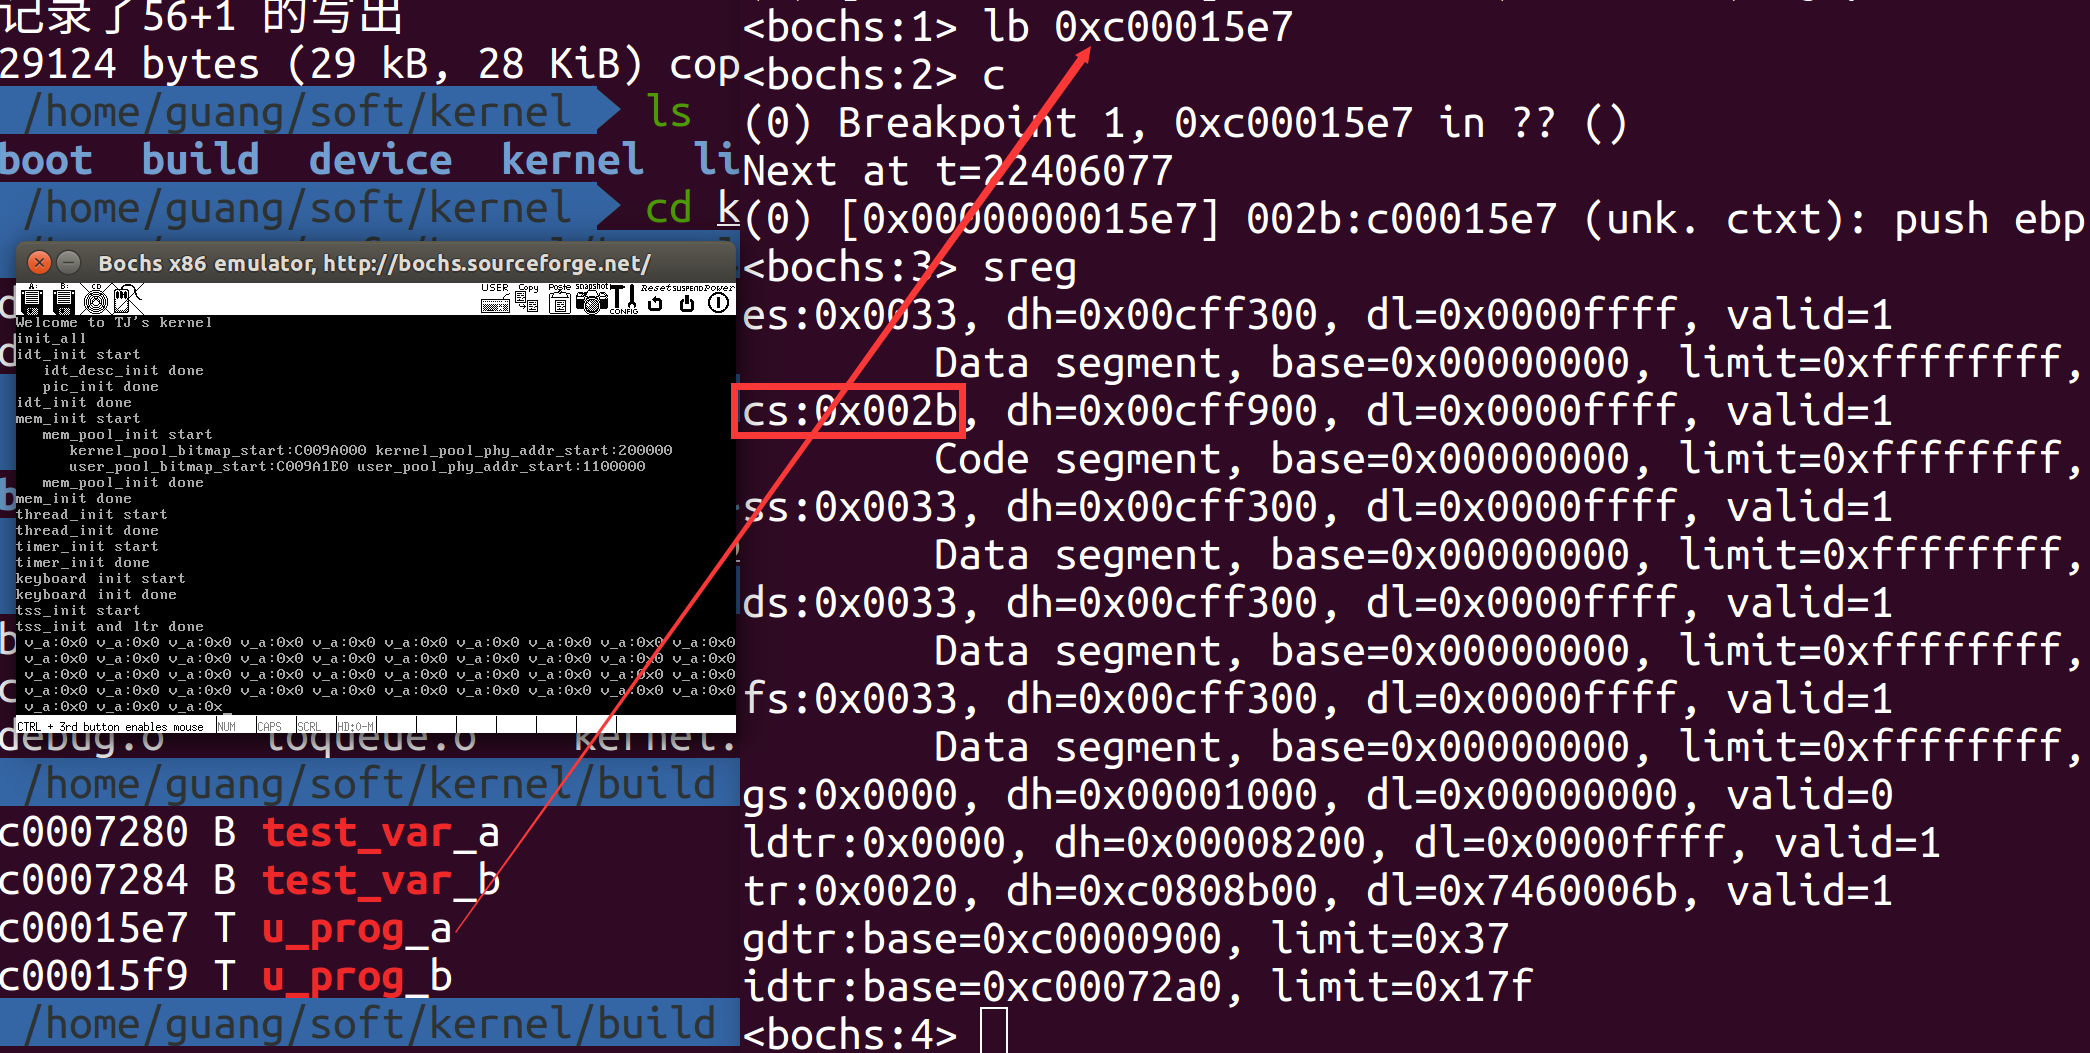 记录了56+1 的写出
29124 bytes (29 kB, 28 KiB) cop
/home/guang/soft/kernel ls
boot build device kernel li
/home/guang/soft/kernel cd k
Bochs x86 emulator, http://bochs.sourceforge.net/
A: B: CD USER Copy Paste snapshot CONFIG Reset SUSPEND Power
Welcome to TJ's kernel
init_all
idt_init start
idt_desc_init done
pic_init done
idt_init done
mem_init start
mem_pool_init start
kernel_pool_bitmap_start:C009A000 kernel_pool_phy_addr_start:200000
user_pool_bitmap_start:C009A1E0 user_pool_phy_addr_start:1100000
mem_pool_init done
mem_init done
thread_init start
thread_init done
timer_init start
timer_init done
keyboard init start
keyboard init done
tss_init start
tss_init and ltr done
v_a:0x0 v_a:0x0 v_a:0x0 v_a:0x0 v_a:0x0 v_a:0x0 v_a:0x0 v_a:0x0 v_a:0x0 v_a:0x0
v_a:0x0 v_a:0x0 v_a:0x0 v_a:0x0 v_a:0x0 v_a:0x0 v_a:0x0 v_a:0x0 v_a:0x0 v_a:0x0
v_a:0x0 v_a:0x0 v_a:0x0 v_a:0x0 v_a:0x0 v_a:0x0 v_a:0x0 v_a:0x0 v_a:0x0 v_a:0x0
v_a:0x0 v_a:0x0 v_a:0x0 v_a:0x0 v_a:0x0 v_a:0x0 v_a:0x0 v_a:0x0 v_a:0x0 v_a:0x0
v_a:0x0 v_a:0x0 v_a:0x_
CTRL + 3rd button enables mouse NUM CAPS SCRL HD:0-M
debug.o ioqueue.o kernel.
/home/guang/soft/kernel/build
c0007280 B test_var_a
c0007284 B test_var_b
c00015e7 T u_prog_a
c00015f9 T u_prog_b
/home/guang/soft/kernel/build
<bochs:1> lb 0xc00015e7
<bochs:2> c
(0) Breakpoint 1, 0xc00015e7 in ?? ()
Next at t=22406077
(0) [0x0000000015e7] 002b:c00015e7 (unk. ctxt): push ebp
<bochs:3> sreg
es:0x0033, dh=0x00cff300, dl=0x0000ffff, valid=1
Data segment, base=0x00000000, limit=0xffffffff,
cs:0x002b, dh=0x00cff900, dl=0x0000ffff, valid=1
Code segment, base=0x00000000, limit=0xffffffff,
ss:0x0033, dh=0x00cff300, dl=0x0000ffff, valid=1
Data segment, base=0x00000000, limit=0xffffffff,
ds:0x0033, dh=0x00cff300, dl=0x0000ffff, valid=1
Data segment, base=0x00000000, limit=0xffffffff,
fs:0x0033, dh=0x00cff300, dl=0x0000ffff, valid=1
Data segment, base=0x00000000, limit=0xffffffff,
gs:0x0000, dh=0x00001000, dl=0x00000000, valid=0
ldtr:0x0000, dh=0x00008200, dl=0x0000ffff, valid=1
tr:0x0020, dh=0xc0808b00, dl=0x7460006b, valid=1
gdtr:base=0xc0000900, limit=0x37
idtr:base=0xc00072a0, limit=0x17f
<bochs:4>